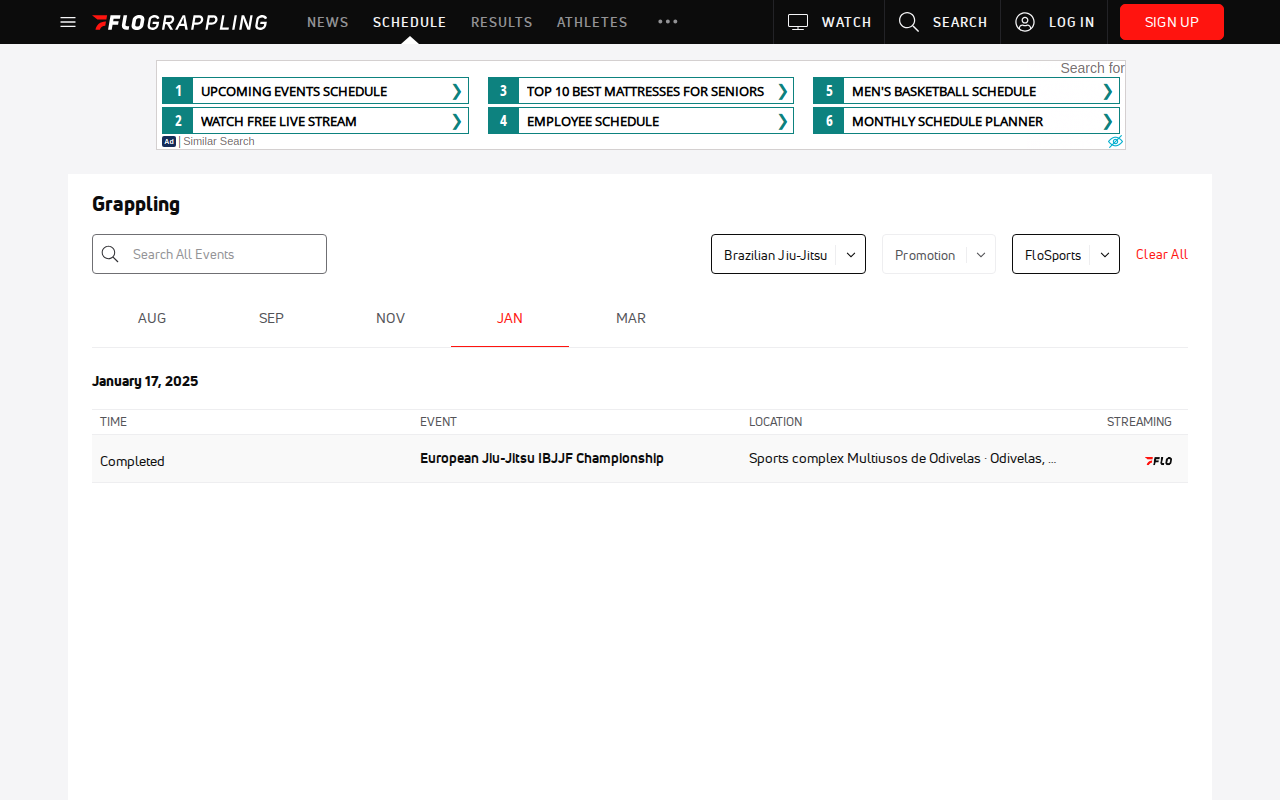 FLOGRAPPLING NEWS SCHEDULE RESULTS ATHLETES WATCH SEARCH LOG IN SIGN UP
Search for
1 UPCOMING EVENTS SCHEDULE 3 TOP 10 BEST MATTRESSES FOR SENIORS 5 MEN'S BASKETBALL SCHEDULE
2 WATCH FREE LIVE STREAM 4 EMPLOYEE SCHEDULE 6 MONTHLY SCHEDULE PLANNER
Ad | Similar Search
Grappling
Search All Events Brazilian Jiu-Jitsu Promotion FloSports Clear All
AUG SEP NOV JAN MAR
January 17, 2025
TIME EVENT LOCATION STREAMING
Completed European Jiu-Jitsu IBJJF Championship Sports complex Multiusos de Odivelas · Odivelas, ... FLO